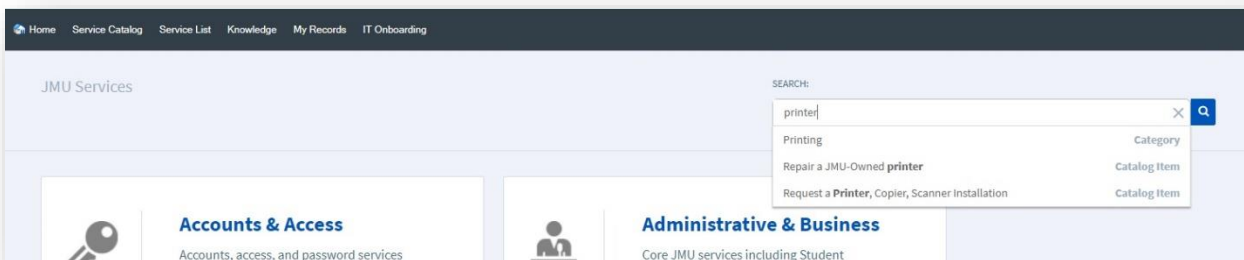 Home Service Catalog Service List Knowledge My Records IT Onboarding
JMU Services
SEARCH:
printer
Printing Category
Repair a JMU-Owned printer Catalog Item
Request a Printer, Copier, Scanner Installation Catalog Item
Accounts & Access
Accounts, access, and password services
Administrative & Business
Core JMU services including Student